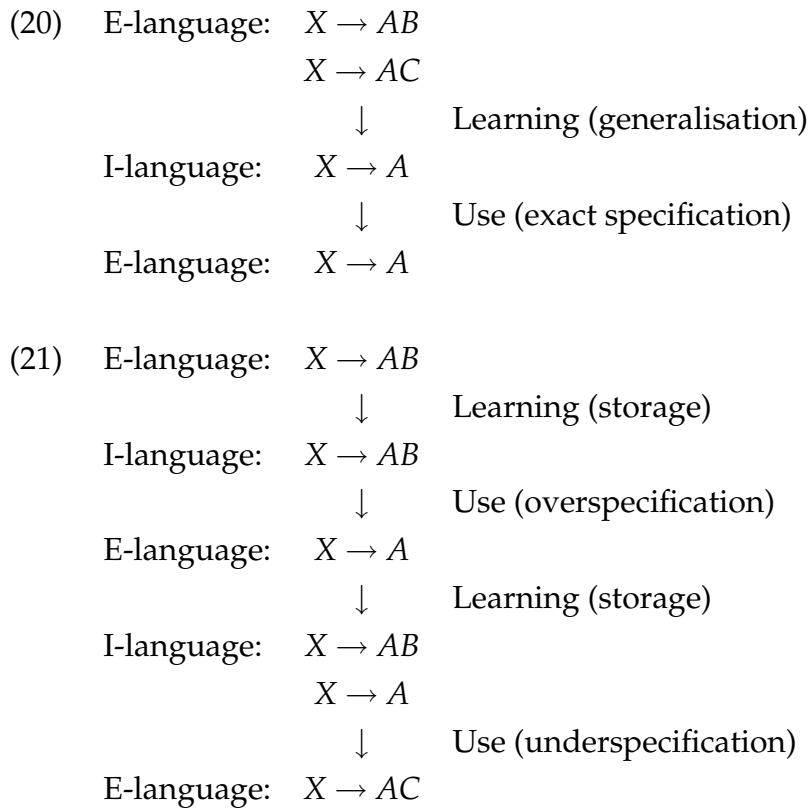 (20) E-language: X → AB
X → AC
↓ Learning (generalisation)
I-language: X → A
↓ Use (exact specification)
E-language: X → A
(21) E-language: X → AB
↓ Learning (storage)
I-language: X → AB
↓ Use (overspecification)
E-language: X → A
↓ Learning (storage)
I-language: X → AB
X → A
↓ Use (underspecification)
E-language: X → AC